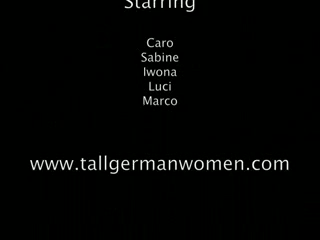 Starring
Caro
Sabine
Iwona
Luci
Marco
www.tallgermanwomen.com